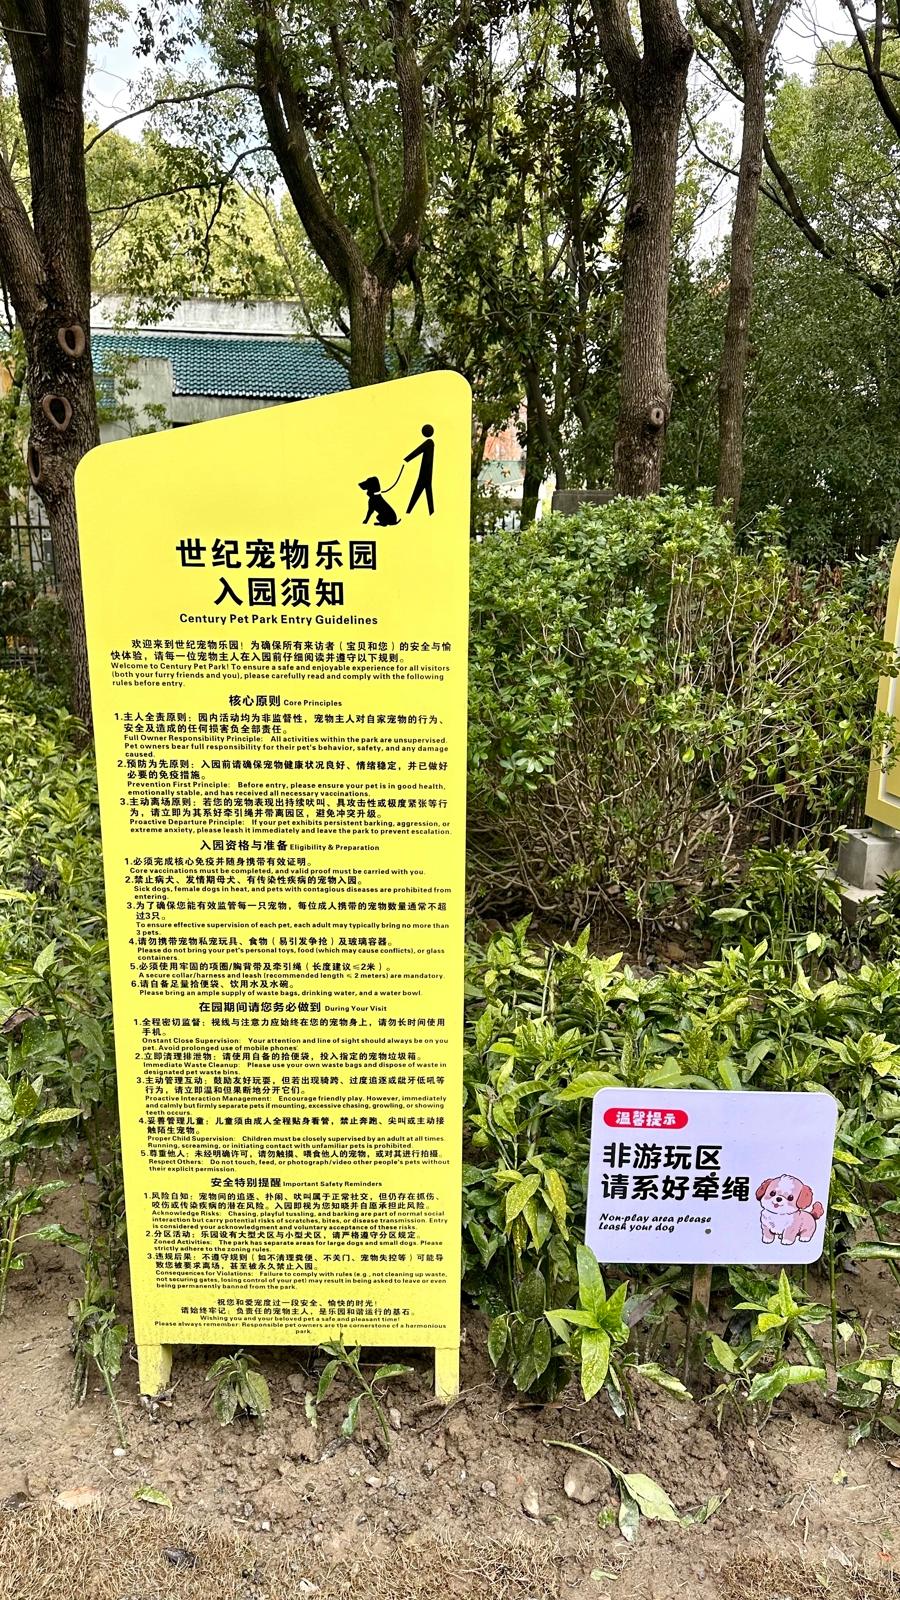 世纪宠物乐园
入园须知
Century Pet Park Entry Guidelines
欢迎来到世纪宠物乐园！为确保所有来访者（宝贝和您）的安全与愉
快体验，请每一位宠物主人在入园前仔细阅读并遵守以下规则。
Welcome to Century Pet Park! To ensure a safe and enjoyable experience for all visitors
(both your furry friends and you), please carefully read and comply with the following
rules before entry.
核心原则 Core Principles
1.主人全责原则：园内活动均为非监督性，宠物主人对自家宠物的行为、
安全及造成的任何损害负全部责任。
Full Owner Responsibility Principle: All activities within the park are unsupervised.
Pet owners bear full responsibility for their pet's behavior, safety, and any damage
caused.
2.预防为先原则：入园前请确保宠物健康状况良好、情绪稳定，并已做好
必要的免疫措施。
Prevention First Principle: Before entry, please ensure your pet is in good health,
emotionally stable, and has received all necessary vaccinations.
3.主动离场原则：若您的宠物表现出持续吠叫、具攻击性或极度紧张等行
为，请立即为其系好牵引绳并带离园区，避免冲突升级。
Proactive Departure Principle: If your pet exhibits persistent barking, aggression, or
extreme anxiety, please leash it immediately and leave the park to prevent escalation.
入园资格与准备 Eligibility & Preparation
1.必须完成核心免疫并随身携带有效证明。
Core vaccinations must be completed, and valid proof must be carried with you.
2.禁止病犬、发情期母犬、有传染性疾病的宠物入园。
Sick dogs, female dogs in heat, and pets with contagious diseases are prohibited from
entering.
3.为了确保您能有效监管每一只宠物，每位成人携带的宠物数量通常不超
过3只。
To ensure effective supervision of each pet, each adult may typically bring no more than
3 pets.
4.请勿携带宠物私宠玩具、食物（易引发争抢）及玻璃容器。
Please do not bring your pet's personal toys, food (which may cause conflicts), or glass
containers.
5.必须使用牢固的项圈/胸背带及牵引绳（长度建议≤2米）。
A secure collar/harness and leash (recommended length ≤ 2 meters) are mandatory.
6.请自备足量拾便袋、饮用水及水碗。
Please bring an ample supply of waste bags, drinking water, and a water bowl.
在园期间请您务必做到 During Your Visit
1.全程密切监督：视线与注意力应始终在您的宠物身上，请勿长时间使用
手机。
Onstant Close Supervision: Your attention and line of sight should always be on you
pet. Avoid prolonged use of mobile phones
2.立即清理排泄物：请使用自备的拾便袋，投入指定的宠物垃圾箱。
Immediate Waste Cleanup: Please use your own waste bags and dispose of waste in
designated pet waste bins.
3.主动管理互动：鼓励友好玩耍，但若出现骑跨、过度追逐或龇牙低吼等
行为，请立即温和但果断地分开它们。
Proactive Interaction Management: Encourage friendly play. However, immediately
and calmly but firmly separate pets if mounting, excessive chasing, growling, or showing
teeth occurs.
4.妥善管理儿童：儿童须由成人全程贴身看管，禁止奔跑、尖叫或主动接
触陌生宠物。
Proper Child Supervision: Children must be closely supervised by an adult at all times.
Running, screaming, or initiating contact with unfamiliar pets is prohibited.
5.尊重他人：未经明确许可，请勿触摸、喂食他人的宠物，或对其进行拍摄。
Respect Others: Do not touch, feed, or photograph/video other people's pets without
their explicit permission.
安全特别提醒 Important Safety Reminders
1.风险自知：宠物间的追逐、扑闹、吠叫属于正常社交，但仍存在抓伤、
咬伤或传染疾病的潜在风险。入园即视为您知晓并自愿承担此风险。
Acknowledge Risks: Chasing, playful tussling, and barking are part of normal social
interaction but carry potential risks of scratches, bites, or disease transmission. Entry
is considered your acknowledgment and voluntary acceptance of these risks.
2.分区活动：乐园设有大型犬区与小型犬区，请严格遵守分区规定。
Zoned Activities: The park has separate areas for large dogs and small dogs. Please
strictly adhere to the zoning rules.
3.违规后果：不遵守规则（如不清理粪便、不关门、宠物失控等）可能导
致您被要求离场，甚至被永久禁止入园。
Consequences for Violations: Failure to comply with rules (e.g., not cleaning up waste,
not securing gates, losing control of your pet) may result in being asked to leave or even
being permanently banned from the park.
祝您和爱宠度过一段安全、愉快的时光！
请始终牢记：负责任的宠物主人，是乐园和谐运行的基石。
Wishing you and your beloved pet a safe and pleasant time!
Please always remember: Responsible pet owners are the cornerstone of a harmonious
park.
温馨提示
非游玩区
请系好牵绳
Non-play area please
leash your dog